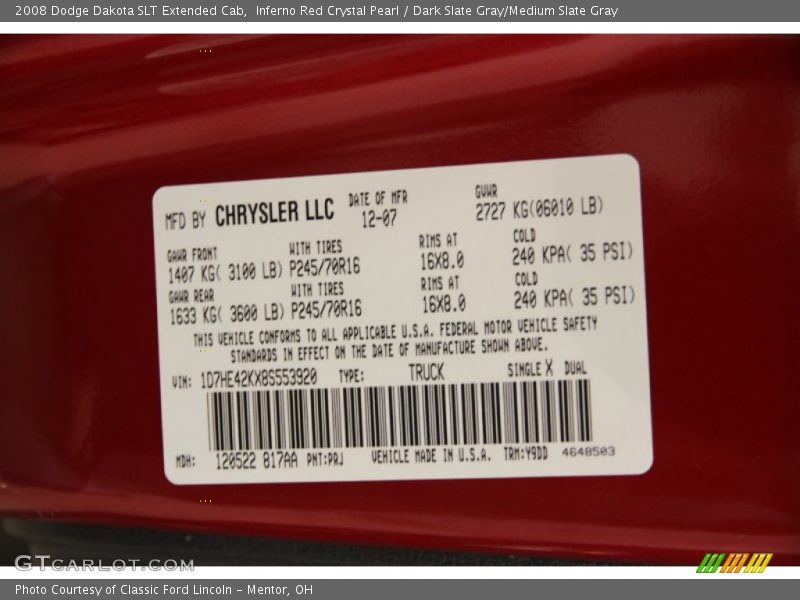 2008 Dodge Dakota SLT Extended Cab,  Inferno Red Crystal Pearl / Dark Slate Gray/Medium Slate Gray
MFD BY CHRYSLER LLC DATE OF MFR 12-07 GVWR 2727 KG(06010 LB)
GAWR FRONT WITH TIRES RIMS AT COLD
1407 KG( 3100 LB) P245/70R16 16X8.0 240 KPA( 35 PSI)
GAWR REAR WITH TIRES RIMS AT COLD
1633 KG( 3600 LB) P245/70R16 16X8.0 240 KPA( 35 PSI)
THIS VEHICLE CONFORMS TO ALL APPLICABLE U.S.A. FEDERAL MOTOR VEHICLE SAFETY
STANDARDS IN EFFECT ON THE DATE OF MANUFACTURE SHOWN ABOVE.
VIN: 1D7HE42KX8S553920 TYPE: TRUCK SINGLE X DUAL
MDH: 120522 817AA PNT:PRJ VEHICLE MADE IN U.S.A. TRM:Y9DD 4648503
GTCARLOT.COM
Photo Courtesy of Classic Ford Lincoln - Mentor, OH